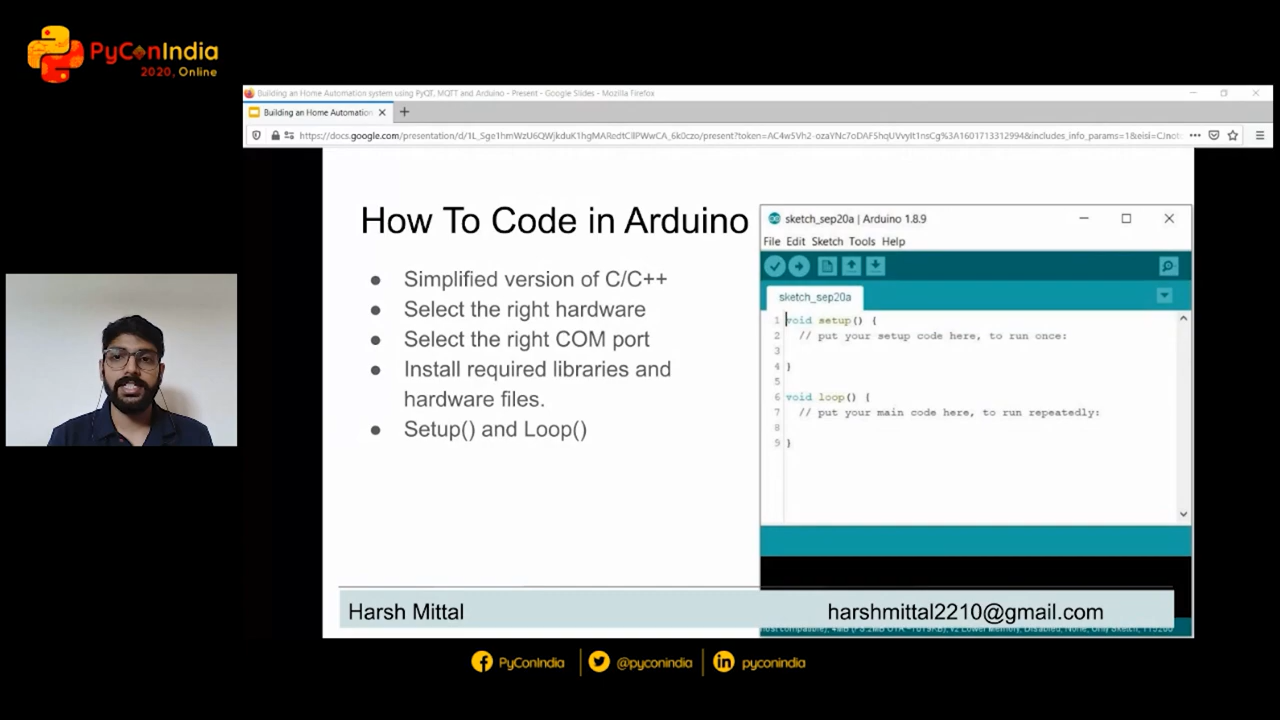 PyConIndia
2020, Online
Building an Home Automation system using PyQT, MQTT and Arduino - Present - Google Slides - Mozilla Firefox
Building an Home Automation
https://docs.google.com/presentation/d/
How To Code in Arduino
● Simplified version of C/C++
● Select the right hardware
● Select the right COM port
● Install required libraries and
hardware files.
● Setup() and Loop()
sketch_sep20a | Arduino 1.8.9
File Edit Sketch Tools Help
sketch_sep20a
1 void setup() {
2 // put your setup code here, to run once:
3
4 }
5
6 void loop() {
7 // put your main code here, to run repeatedly:
8
9 }
Harsh Mittal
harshmittal2210@gmail.com
PyConIndia
@pyconindia
pyconindia